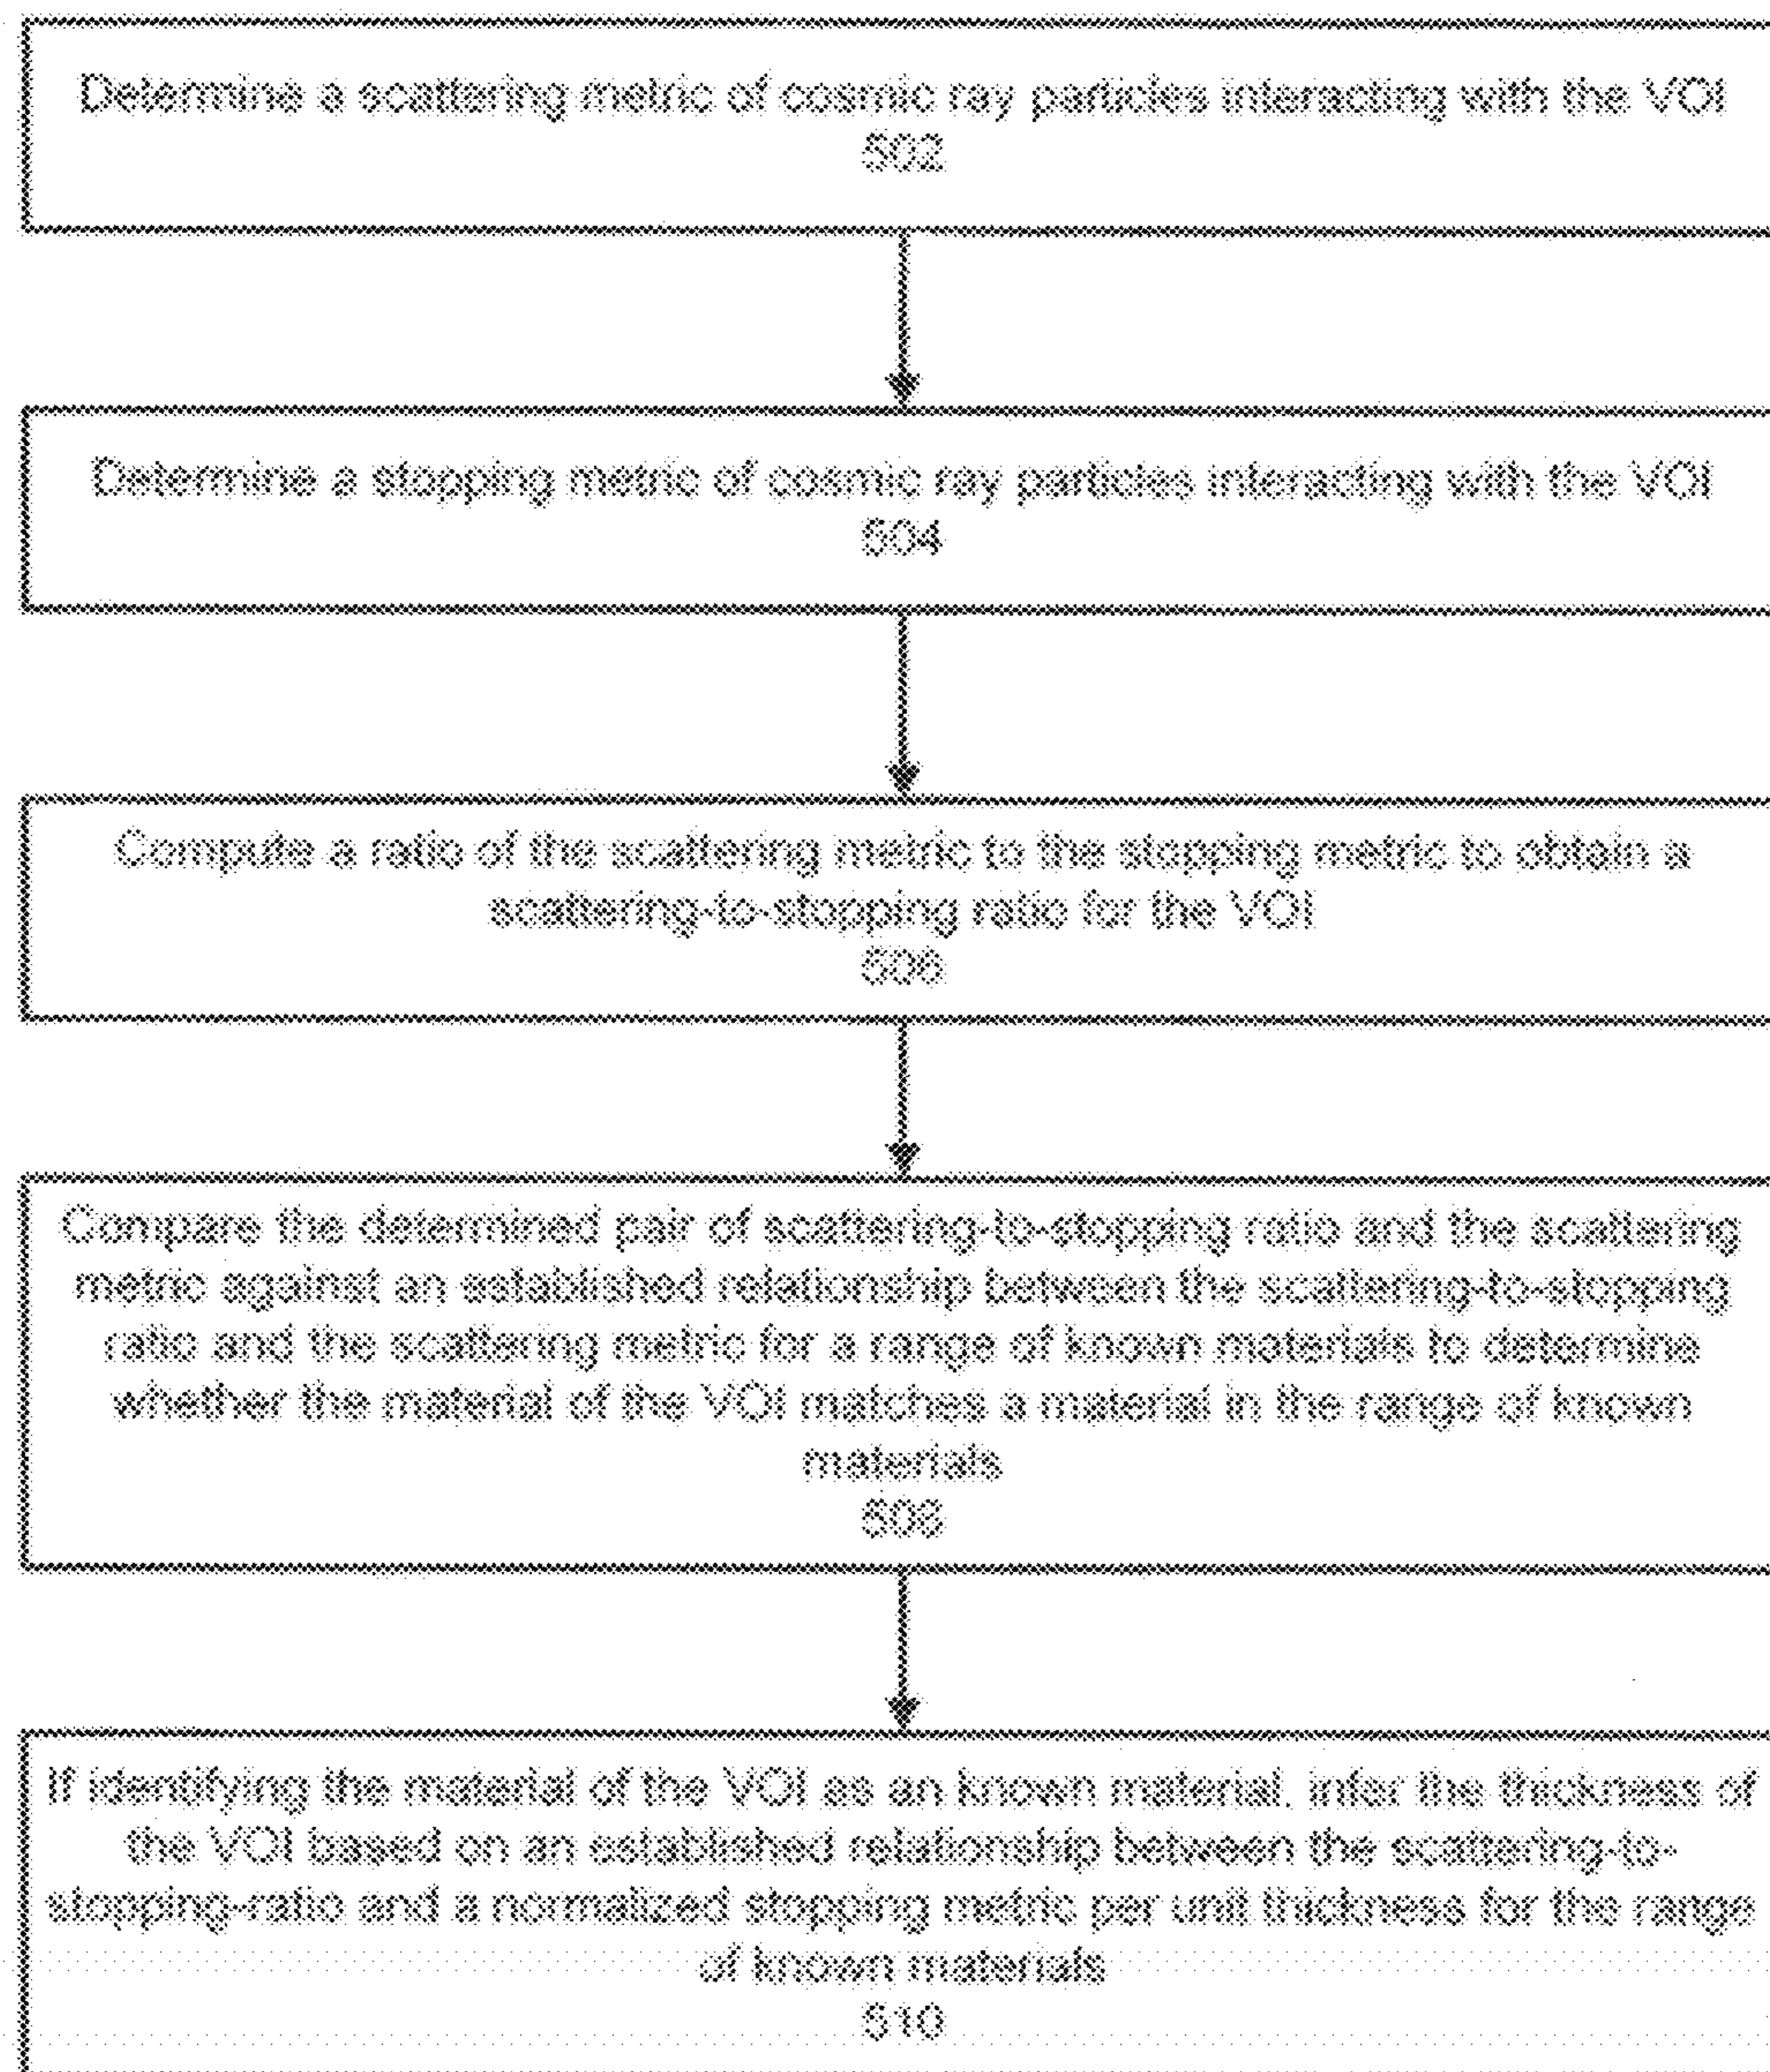 Determine a scattering metric of cosmic ray particles interacting with the VOI
502
Determine a stopping metric of cosmic ray particles interacting with the VOI
504
Compute a ratio of the scattering metric to the stopping metric to obtain a
scattering-to-stopping ratio for the VOI
506
Compare the determined pair of scattering-to-stopping ratio and the scattering
metric against an established relationship between the scattering-to-stopping
ratio and the scattering metric for a range of known materials to determine
whether the material of the VOI matches a material in the range of known
materials
508
If identifying the material of the VOI as an known material, infer the thickness of
the VOI based on an established relationship between the scattering-to-
stopping-ratio and a normalized stopping metric per unit thickness for the range
of known materials
510